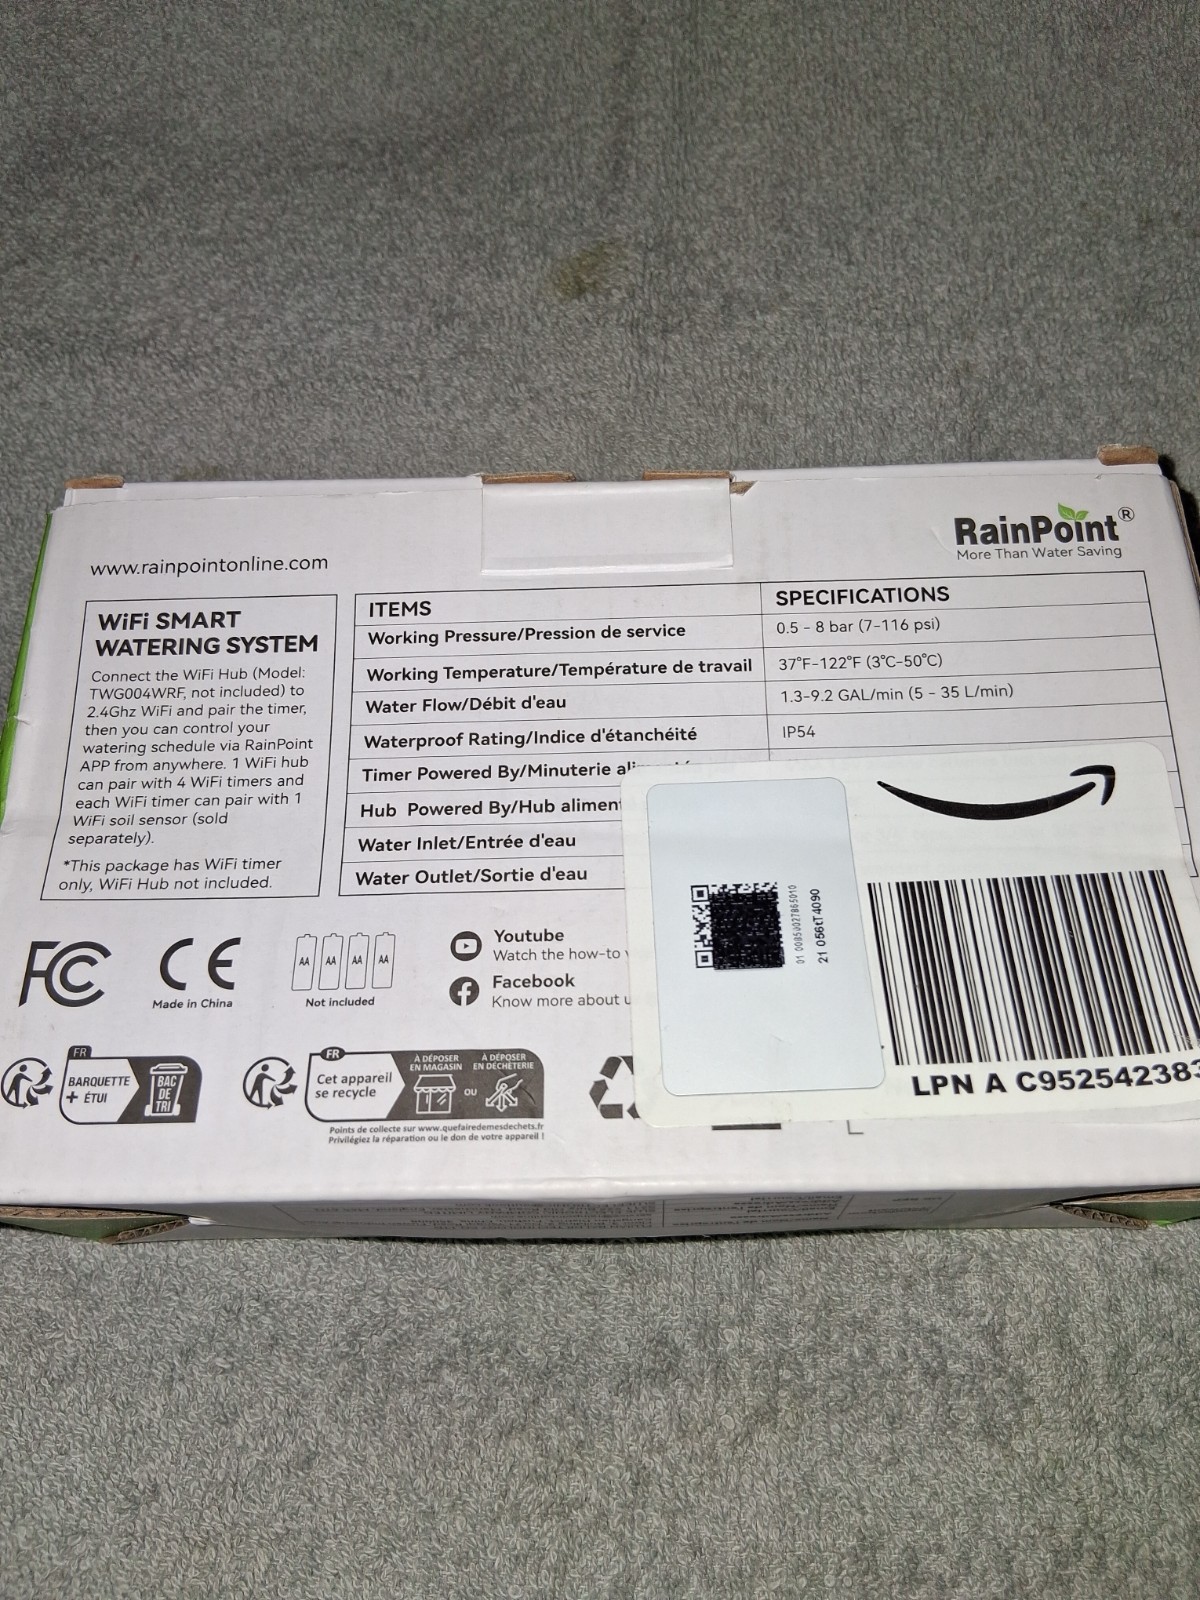 www.rainpointonline.com
RainPoint®
More Than Water Saving
WiFi SMART
WATERING SYSTEM
Connect the WiFi Hub (Model:
TWG004WRF, not included) to
2.4Ghz WiFi and pair the timer,
then you can control your
watering schedule via RainPoint
APP from anywhere. 1 WiFi hub
can pair with 4 WiFi timers and
each WiFi timer can pair with 1
WiFi soil sensor (sold
separately).
*This package has WiFi timer
only, WiFi Hub not included.
ITEMS SPECIFICATIONS
Working Pressure/Pression de service 0.5 - 8 bar (7-116 psi)
Working Temperature/Température de travail 37°F-122°F (3°C-50°C)
Water Flow/Débit d'eau 1.3-9.2 GAL/min (5 - 35 L/min)
Waterproof Rating/Indice d'étanchéité IP54
Timer Powered By/Minuterie
Hub Powered By/Hub
Water Inlet/Entrée d'eau
Water Outlet/Sortie d'eau
FC
CE
Made in China
AA AA AA AA
Not included
Youtube
Watch the how-to
Facebook
Know more about
01 00850027865010
21 056tT4090
LPN A C952542383
FR
BARQUETTE
+ ÉTUI
BAC
DE
TRI
FR
Cet appareil
se recycle
À DÉPOSER
EN MAGASIN
OU
À DÉPOSER
EN DÉCHÈTERIE
Points de collecte sur www.quefairedemesdechets.fr
Privilégiez la réparation ou le don de votre appareil !